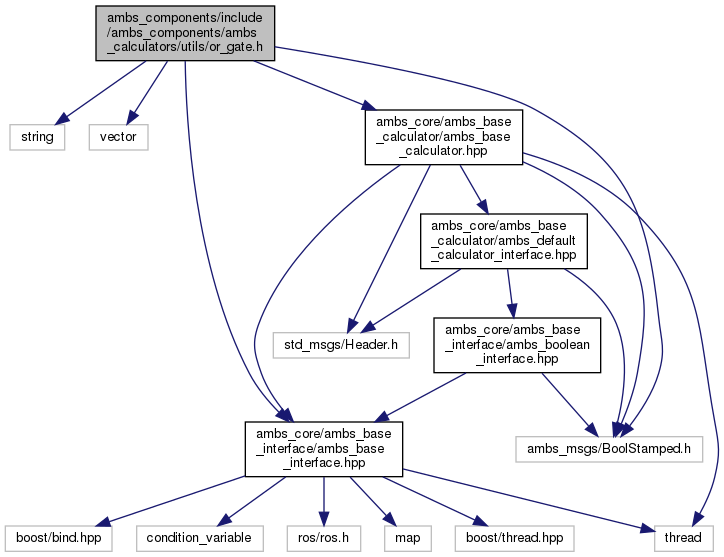 ambs_components/include
/ambs_components/ambs
_calculators/utils/or_gate.h
string
vector
ambs_core/ambs_base
_calculator/ambs_base
_calculator.hpp
ambs_core/ambs_base
_calculator/ambs_default
_calculator_interface.hpp
std_msgs/Header.h
ambs_core/ambs_base
_interface/ambs_boolean
_interface.hpp
ambs_core/ambs_base
_interface/ambs_base
_interface.hpp
ambs_msgs/BoolStamped.h
boost/bind.hpp
condition_variable
ros/ros.h
map
boost/thread.hpp
thread